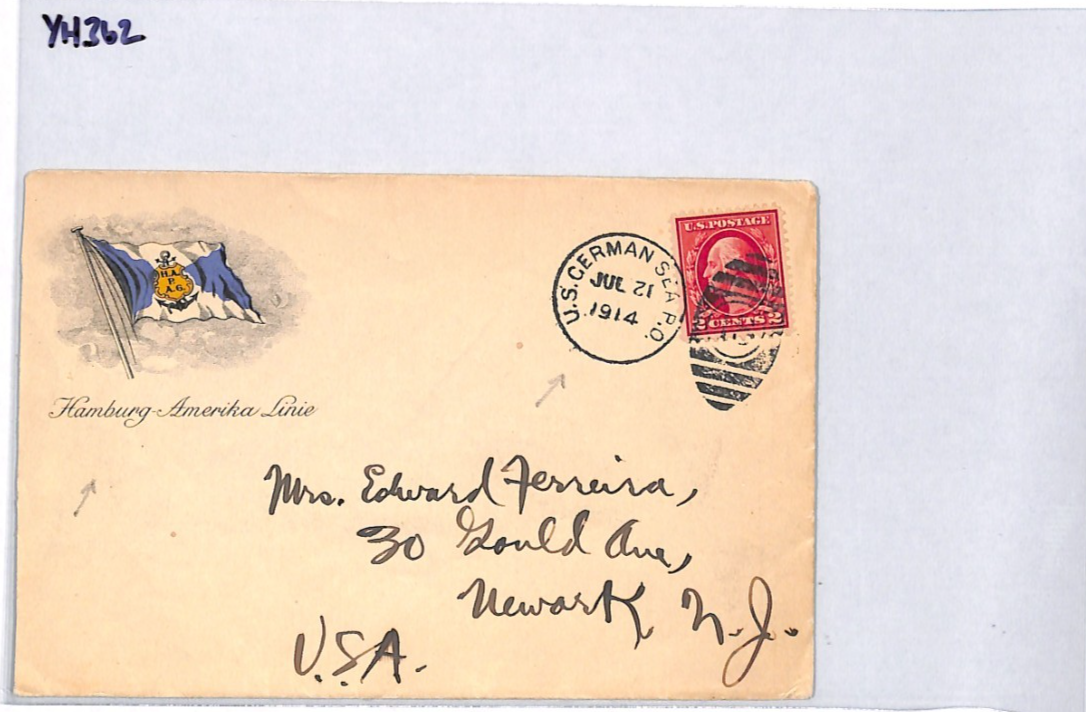 YH362
U.S. POSTAGE
2 CENTS 2
U.S. GERMAN SEA P.O.
JUL 21
1914
H.A.
P.
A.G.
Hamburg-Amerika Linie
Mrs. Edward Ferreira,
30 Gould Ave,
Newark, N.J.
U.S.A.